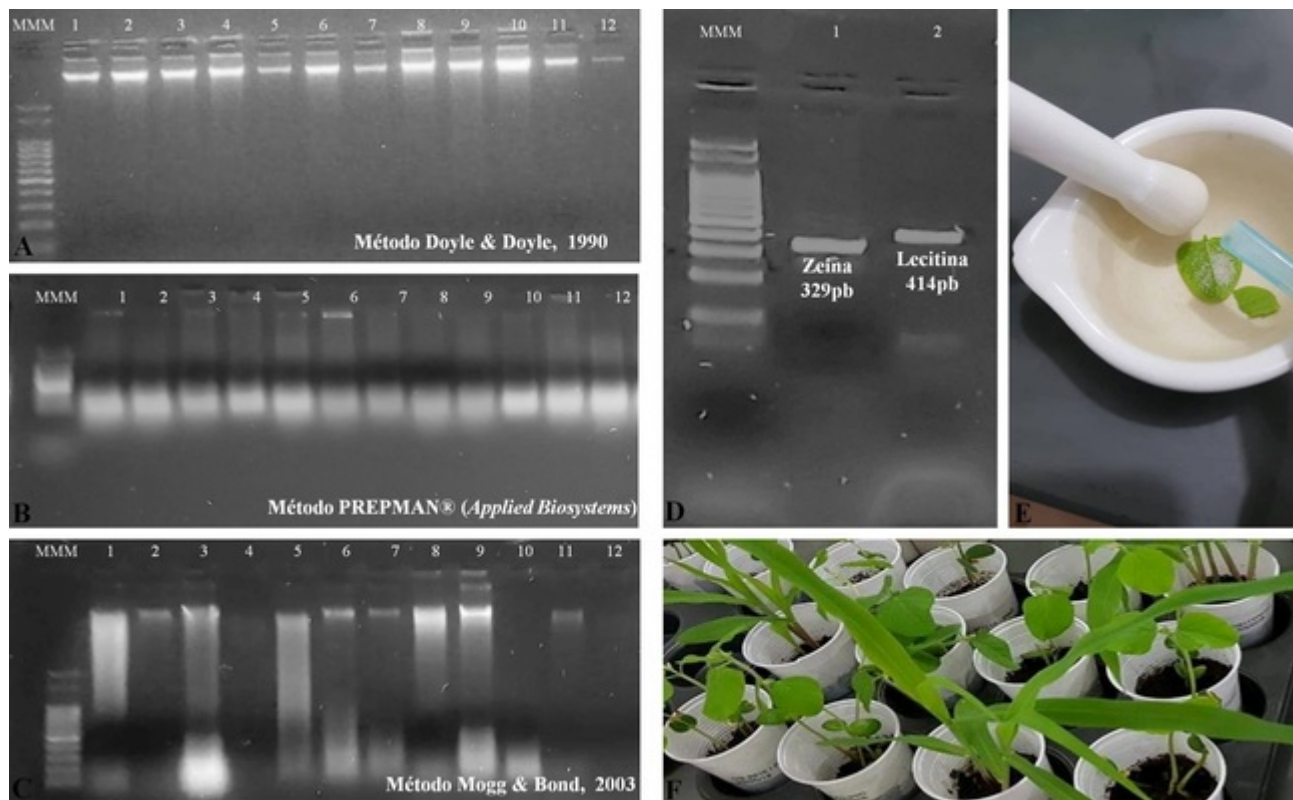 MMM 1 2 3 4 5 6 7 8 9 10 11 12
A
Método Doyle & Doyle, 1990
MMM 1 2 3 4 5 6 7 8 9 10 11 12
B
Método PREPMAN® (Applied Biosystems)
MMM 1 2 3 4 5 6 7 8 9 10 11 12
C
Método Mogg & Bond, 2003
MMM 1 2
Zeína
329pb
Lecitina
414pb
D
E
F